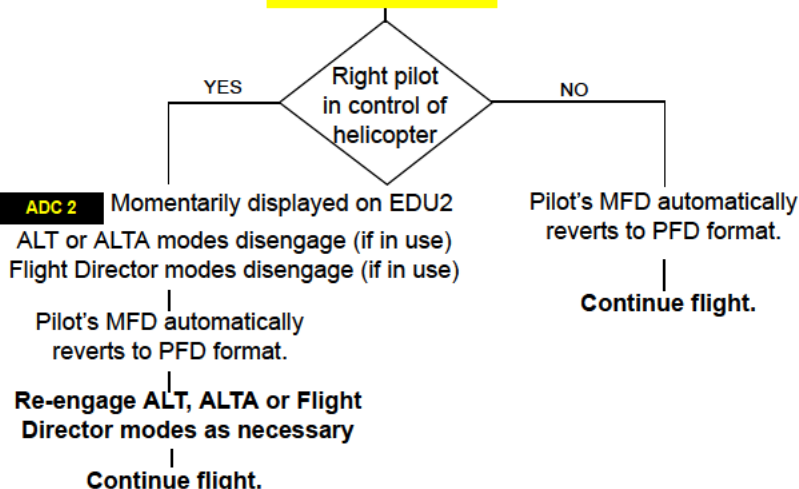 Right pilot
in control of
helicopter
YES
NO
ADC 2 Momentarily displayed on EDU2
ALT or ALTA modes disengage (if in use)
Flight Director modes disengage (if in use)
Pilot's MFD automatically
reverts to PFD format.
Re-engage ALT, ALTA or Flight
Director modes as necessary
Continue flight.
Pilot's MFD automatically
reverts to PFD format.
Continue flight.